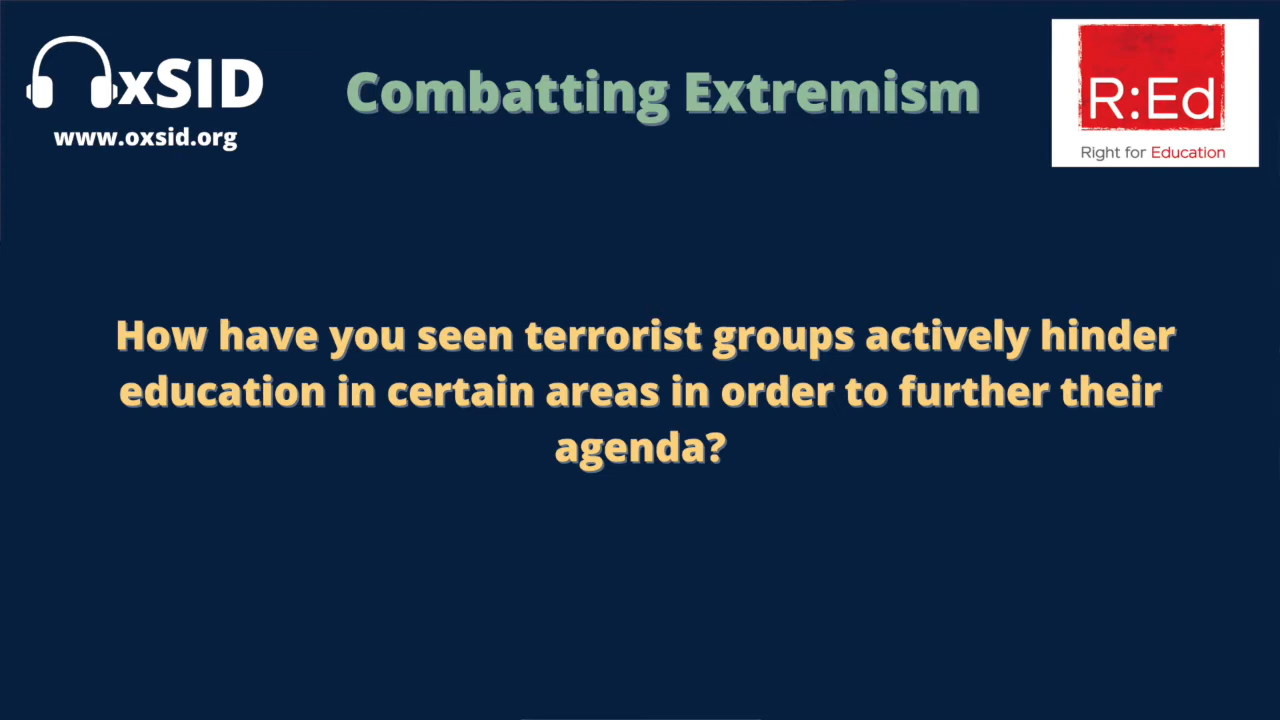 xSID
www.oxsid.org
Combatting Extremism
R:Ed
Right for Education
How have you seen terrorist groups actively hinder
education in certain areas in order to further their
agenda?